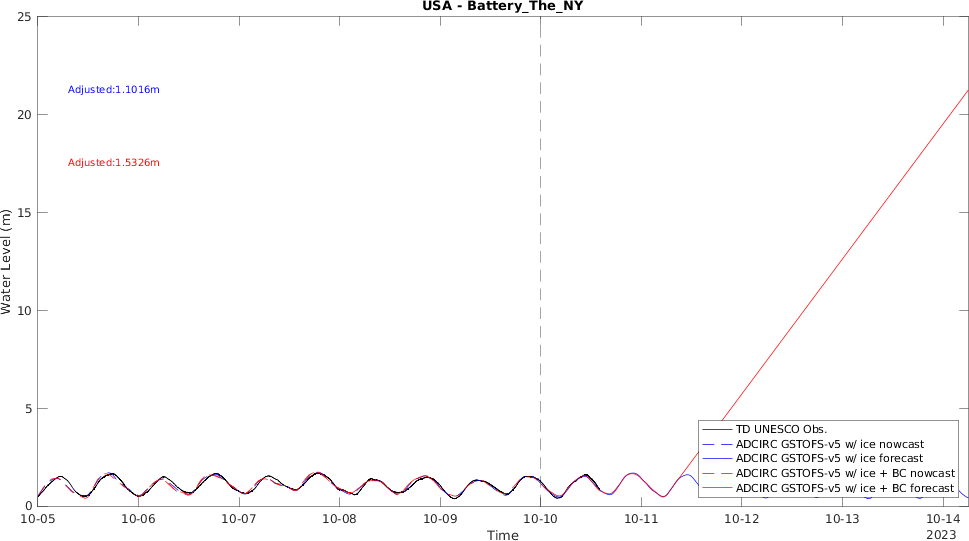 USA - Battery_The_NY
25
20
15
10
5
0
Water Level (m)
Adjusted:1.1016m
Adjusted:1.5326m
TD UNESCO Obs.
ADCIRC GSTOFS-v5 w/ ice nowcast
ADCIRC GSTOFS-v5 w/ ice forecast
ADCIRC GSTOFS-v5 w/ ice + BC nowcast
ADCIRC GSTOFS-v5 w/ ice + BC forecast
10-05 10-06 10-07 10-08 10-09 10-10 10-11 10-12 10-13 10-14
2023
Time